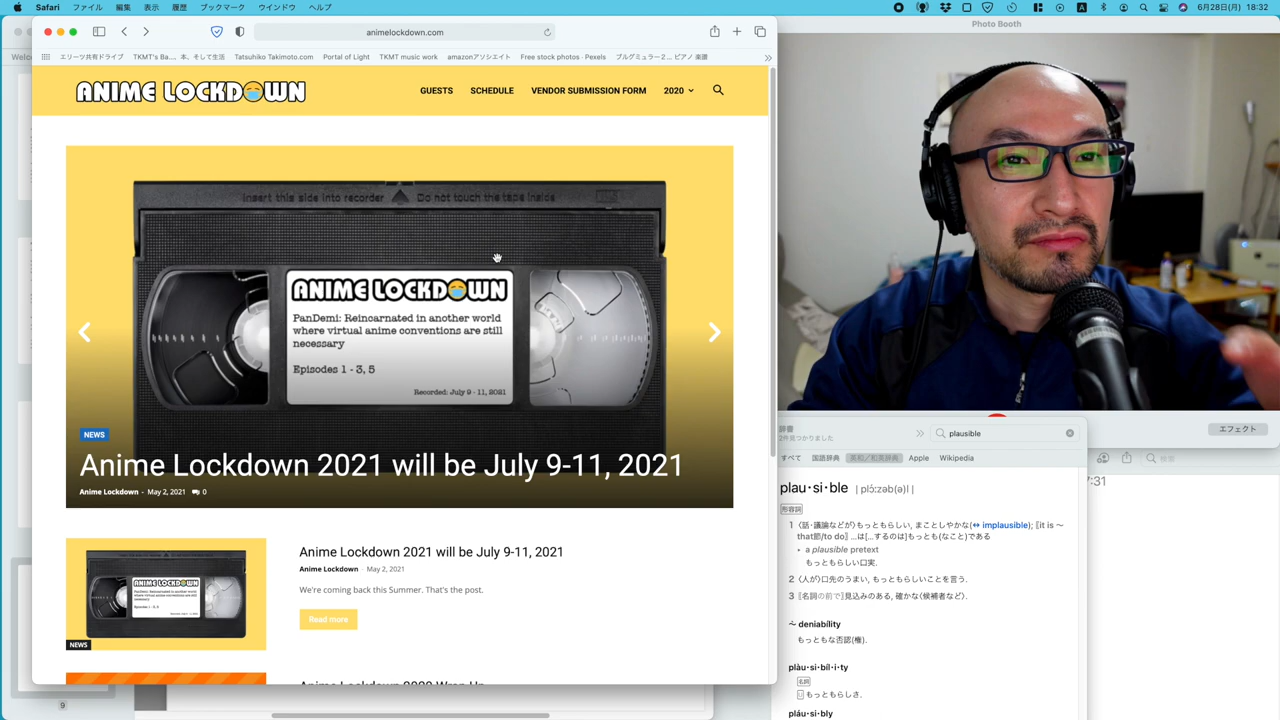 Safari ファイル 編集 表示 履歴 ブックマーク ウインドウ ヘルプ
6月28日(月) 18:32
animelockdown.com
エリーツ共有ドライブ TKMT's Ba.... 本、そして生活 Tatsuhiko Takimoto.com Portal of Light TKMT music work amazonアソシエイト Free stock photos - Pexels ブルグミュラー2... ピアノ 楽譜
Photo Booth
ANIME LOCKDOWN
GUESTS SCHEDULE VENDOR SUBMISSION FORM 2020
Insert this side into recorder Do not touch the tape inside
ANIME LOCKDOWN
PanDemi: Reincarnated in another world
where virtual anime conventions are still
necessary
Episodes 1 - 3, 5
Recorded: July 9 - 11, 2021
NEWS
Anime Lockdown 2021 will be July 9-11, 2021
Anime Lockdown - May 2, 2021 0
Anime Lockdown 2021 will be July 9-11, 2021
Anime Lockdown - May 2, 2021
We're coming back this Summer. That's the post.
Read more
NEWS
9
エフェクト
辞書
2件見つかりました
plausible
すべて 国語辞典 英和/和英辞典 Apple Wikipedia
検索
7:31
plau·si·ble | plɔ́ːzəb(ə)l |
形容詞
1 〈話·議論などが〉もっともらしい, まことしやかな(↔ implausible); 〖it is ~
that節/to do〗…は[…するのは]もっとも(なこと)である
▸ a plausible pretext
もっともらしい口実.
2 〈人が〉口先のうまい, もっともらしいことを言う.
3 〖名詞の前で〗見込みのある, 確かな〈候補者など〉.
~ deniability
もっともな否認(権).
plàu·si·bíl·i·ty
名詞
U もっともらしさ.
pláu·si·bly